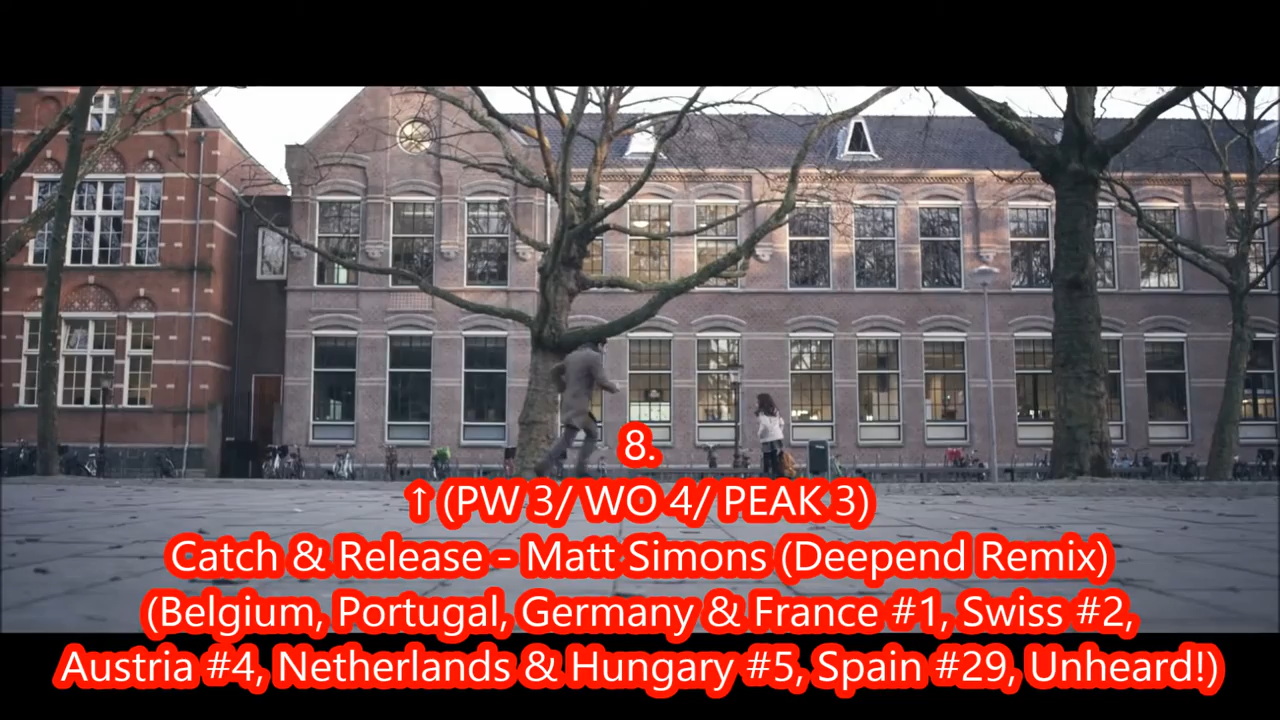 8.
↑ (PW 3/ WO 4/ PEAK 3)
Catch & Release - Matt Simons (Deepend Remix)
(Belgium, Portugal, Germany & France #1, Swiss #2,
Austria #4, Netherlands & Hungary #5, Spain #29, Unheard!)